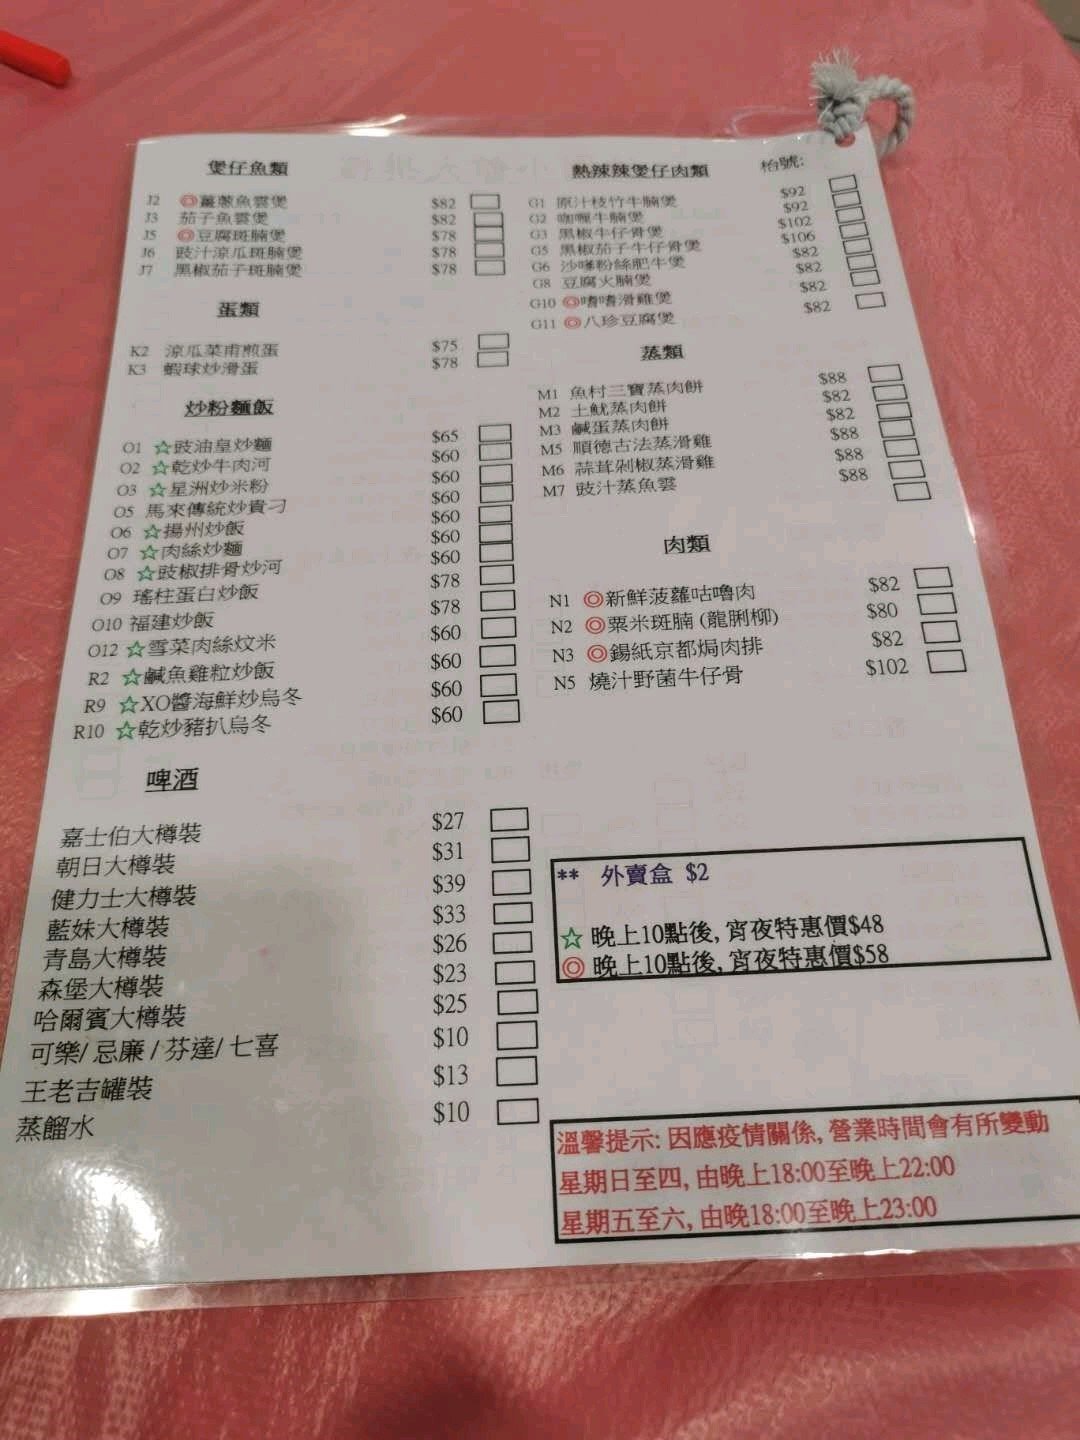 煲仔魚類
J2 ◎薑蔥魚雲煲 $82
J3 茄子魚雲煲 $82
J5 ◎豆腐斑腩煲 $78
J6 豉汁涼瓜斑腩煲 $78
J7 黑椒茄子斑腩煲 $78
蛋類
K2 涼瓜菜甫煎蛋 $75
K3 蝦球炒滑蛋 $78
炒粉麵飯
O1 ☆豉油皇炒麵 $65
O2 ☆乾炒牛肉河 $60
O3 ☆星洲炒米粉 $60
O5 馬來傳統炒貴刁 $60
O6 ☆揚州炒飯 $60
O7 ☆肉絲炒麵 $60
O8 ☆豉椒排骨炒河 $60
O9 瑤柱蛋白炒飯 $78
O10 福建炒飯 $78
O12 ☆雪菜肉絲炆米 $60
R2 ☆鹹魚雞粒炒飯 $60
R9 ☆XO醬海鮮炒烏冬 $60
R10 ☆乾炒豬扒烏冬 $60
啤酒
嘉士伯大樽裝 $27
朝日大樽裝 $31
健力士大樽裝 $39
藍妹大樽裝 $33
青島大樽裝 $26
森堡大樽裝 $23
哈爾賓大樽裝 $25
可樂/ 忌廉 / 芬達/ 七喜 $10
王老吉罐裝 $13
蒸餾水 $10
熱辣辣煲仔肉類 枱號:
G1 原汁枝竹牛腩煲 $92
G2 咖喱牛腩煲 $92
G3 黑椒牛仔骨煲 $102
G5 黑椒茄子牛仔骨煲 $106
G6 沙嗲粉絲肥牛煲 $82
G8 豆腐火腩煲 $82
G10 ◎嗜嗜滑雞煲 $82
G11 ◎八珍豆腐煲 $82
蒸類
M1 魚村三寶蒸肉餅 $88
M2 土魷蒸肉餅 $82
M3 鹹蛋蒸肉餅 $82
M5 順德古法蒸滑雞 $88
M6 蒜茸剁椒蒸滑雞 $88
M7 豉汁蒸魚雲 $88
肉類
N1 ◎新鮮菠蘿咕嚕肉 $82
N2 ◎粟米斑腩 (龍脷柳) $80
N3 ◎錫紙京都焗肉排 $82
N5 燒汁野菌牛仔骨 $102
** 外賣盒 $2
☆ 晚上10點後, 宵夜特惠價$48
◎ 晚上10點後, 宵夜特惠價$58
溫馨提示: 因應疫情關係, 營業時間會有所變動
星期日至四, 由晚上18:00至晚上22:00
星期五至六, 由晚18:00至晚上23:00